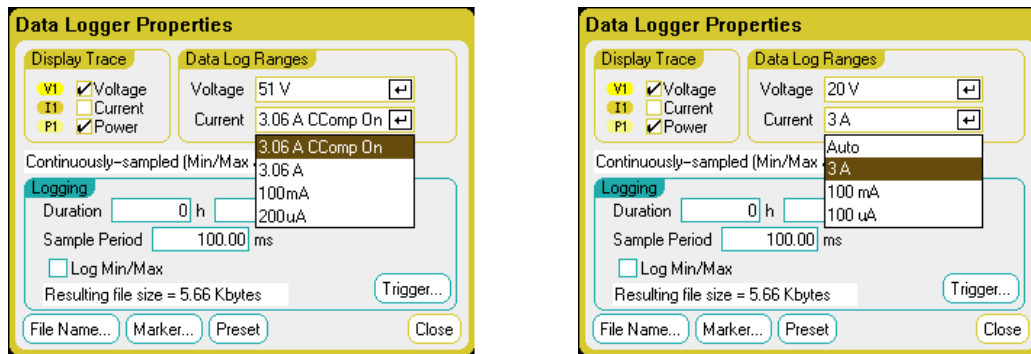 Data Logger Properties
Display Trace
Data Log Ranges
V1 Voltage
Voltage 51 V
I1 Current
Current 3.06 A CComp On
P1 Power
3.06 A CComp On
3.06 A
100mA
200uA
Continuously-sampled (Min/Max
Logging
Duration 0 h
Sample Period 100.00 ms
Log Min/Max
Resulting file size = 5.66 Kbytes
Trigger...
File Name... Marker... Preset Close
Data Logger Properties
Display Trace
Data Log Ranges
V1 Voltage
Voltage 20 V
I1 Current
Current 3 A
P1 Power
Auto
3 A
100 mA
100 uA
Continuously-sampled (Min/Max
Logging
Duration 0 h
Sample Period 100.00 ms
Log Min/Max
Resulting file size = 5.66 Kbytes
Trigger...
File Name... Marker... Preset Close